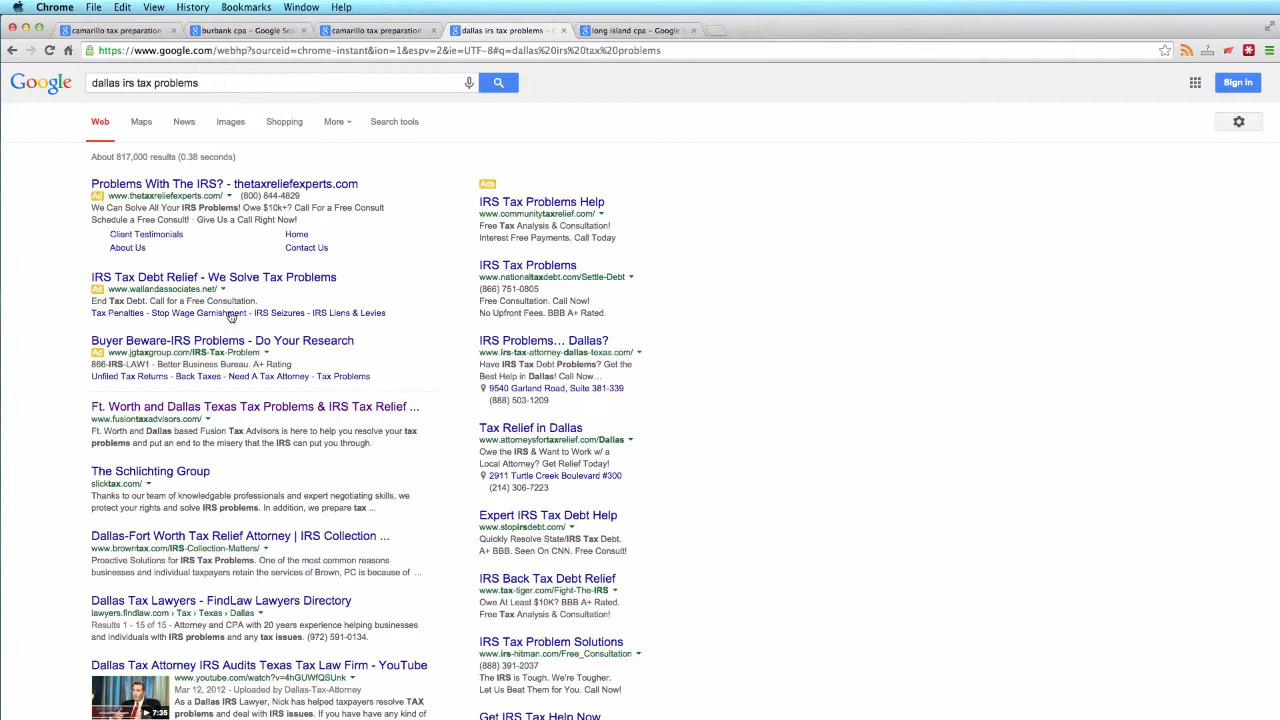 Chrome File Edit View History Bookmarks Window Help
camarillo tax preparation
burbank cpa - Google Sea
camarillo tax preparation
dallas irs tax problems - G
long island cpa - Google S
https://www.google.com/webhp?sourceid=chrome-instant&ion=1&espv=2&ie=UTF-8#q=dallas%20irs%20tax%20problems
Google
dallas irs tax problems
Sign in
Web Maps News Images Shopping More Search tools
About 817,000 results (0.38 seconds)
Problems With The IRS? - thetaxreliefexperts.com
Ad www.thetaxreliefexperts.com/ (800) 844-4829
We Can Solve All Your IRS Problems! Owe $10k+? Call For a Free Consult
Schedule a Free Consult! · Give Us a Call Right Now!
Client Testimonials Home
About Us Contact Us
IRS Tax Debt Relief - We Solve Tax Problems
Ad www.wallandassociates.net/
End Tax Debt. Call for a Free Consultation.
Tax Penalties - Stop Wage Garnishment - IRS Seizures - IRS Liens & Levies
Buyer Beware-IRS Problems - Do Your Research
Ad www.jgtaxgroup.com/IRS-Tax-Problem
866-IRS-LAW1 - Better Business Bureau. A+ Rating
Unfiled Tax Returns - Back Taxes - Need A Tax Attorney - Tax Problems
Ft. Worth and Dallas Texas Tax Problems & IRS Tax Relief ...
www.fusiontaxadvisors.com/
Ft. Worth and Dallas based Fusion Tax Advisors is here to help you resolve your tax
problems and put an end to the misery that the IRS can put you through.
The Schlichting Group
slicktax.com/
Thanks to our team of knowledgeable professionals and expert negotiating skills, we
protect your rights and solve IRS problems. In addition, we prepare tax ...
Dallas-Fort Worth Tax Relief Attorney | IRS Collection ...
www.browntax.com/IRS-Collection-Matters/
Proactive Solutions for IRS Tax Problems. One of the most common reasons
businesses and individual taxpayers retain the services of Brown, PC is because of ...
Dallas Tax Lawyers - FindLaw Lawyers Directory
lawyers.findlaw.com › Tax › Texas › Dallas
Results 1 - 15 of 15 - Attorney and CPA with 20 years experience helping businesses
and individuals with IRS problems and any tax issues. (972) 591-0134.
Dallas Tax Attorney IRS Audits Texas Tax Law Firm - YouTube
www.youtube.com/watch?v=4hGUWfQSUnk
Mar 12, 2012 - Uploaded by Dallas-Tax-Attorney
As a Dallas IRS Lawyer, Nick has helped taxpayers resolve TAX
problems and deal with IRS issues. If you have have any kind of
7:35
Ads
IRS Tax Problems Help
www.communitytaxrelief.com/
Free Tax Analysis & Consultation!
Interest Free Payments. Call Today
IRS Tax Problems
www.nationaltaxdebt.com/Settle-Debt
(866) 751-0805
Free Consultation. Call Now!
No Upfront Fees. BBB A+ Rated.
IRS Problems... Dallas?
www.irs-tax-attorney-dallas-texas.com/
Have IRS Tax Debt Problems? Get the
Best Help in Dallas! Call Now...
9540 Garland Road, Suite 381-339
(888) 503-1209
Tax Relief in Dallas
www.attorneysfortaxrelief.com/Dallas
Owe the IRS & Want to Work w/ a
Local Attorney? Get Relief Today!
2911 Turtle Creek Boulevard #300
(214) 306-7223
Expert IRS Tax Debt Help
www.stopirsdebt.com/
Quickly Resolve State/IRS Tax Debt.
A+ BBB. Seen On CNN. Free Consult!
IRS Back Tax Debt Relief
www.tax-tiger.com/Fight-The-IRS
Owe At Least $10K? BBB A+ Rated.
Free Tax Analysis & Consultation!
IRS Tax Problem Solutions
www.irs-hitman.com/Free_Consultation
(888) 391-2037
The IRS is Tough. We're Tougher.
Let Us Beat Them for You. Call Now!
Get IRS Tax Help Now